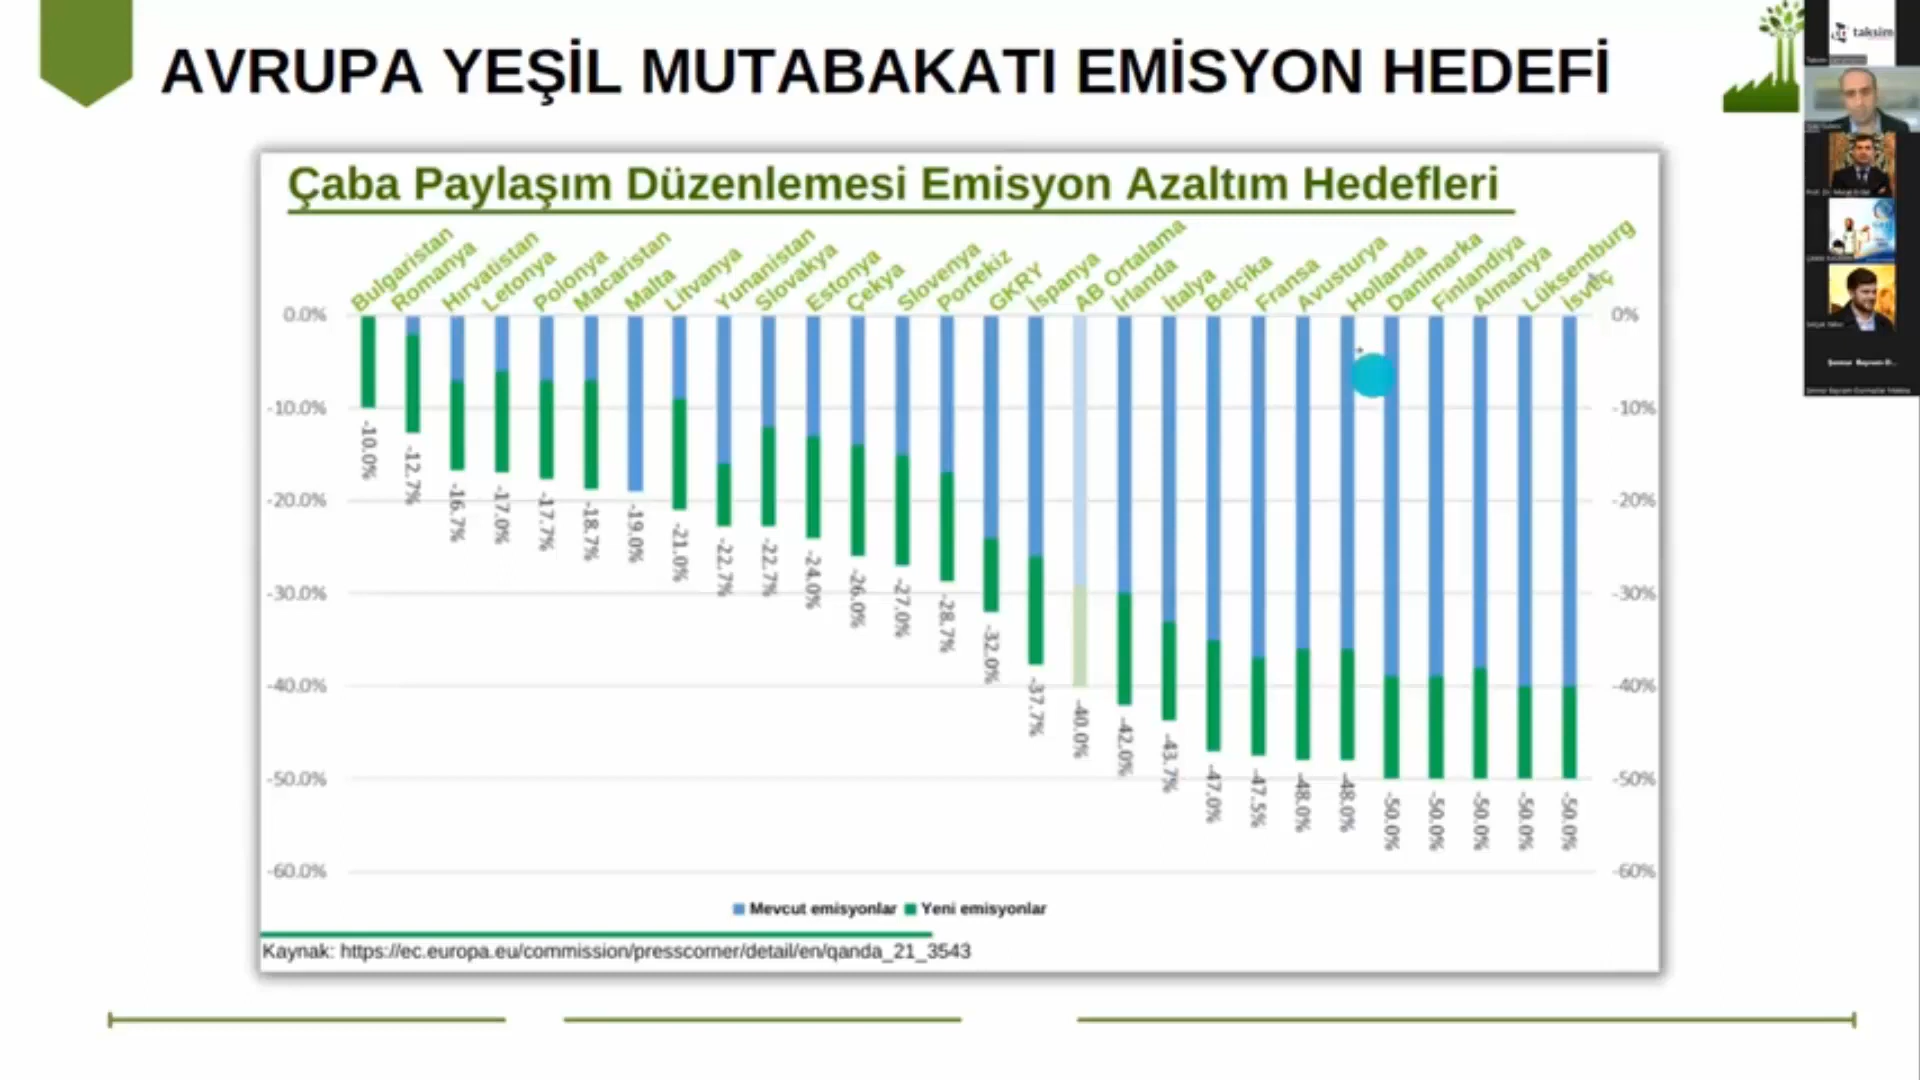 AVRUPA YEŞİL MUTABAKATI EMİSYON HEDEFİ
taksim
Çaba Paylaşım Düzenlemesi Emisyon Azaltım Hedefleri
Bulgaristan
Romanya
Hırvatistan
Letonya
Polonya
Macaristan
Malta
Litvanya
Yunanistan
Slovakya
Estonya
Çekya
Slovenya
Portekiz
GKRY
İspanya
AB Ortalama
İrlanda
İtalya
Belçika
Fransa
Avusturya
Hollanda
Danimarka
Finlandiya
Almanya
Lüksemburg
İsveç
0.0%
-10.0%
-20.0%
-30.0%
-40.0%
-50.0%
-60.0%
0%
-10%
-20%
-30%
-40%
-50%
-60%
-10.0%
-12.7%
-16.7%
-17.0%
-17.7%
-18.7%
-19.0%
-21.0%
-22.7%
-22.7%
-24.0%
-26.0%
-27.0%
-28.7%
-32.0%
-37.7%
-40.0%
-42.0%
-43.7%
-47.0%
-47.5%
-48.0%
-48.0%
-50.0%
-50.0%
-50.0%
-50.0%
-50.0%
Mevcut emisyonlar Yeni emisyonlar
Kaynak: https://ec.europa.eu/commission/presscorner/detail/en/qanda_21_3543